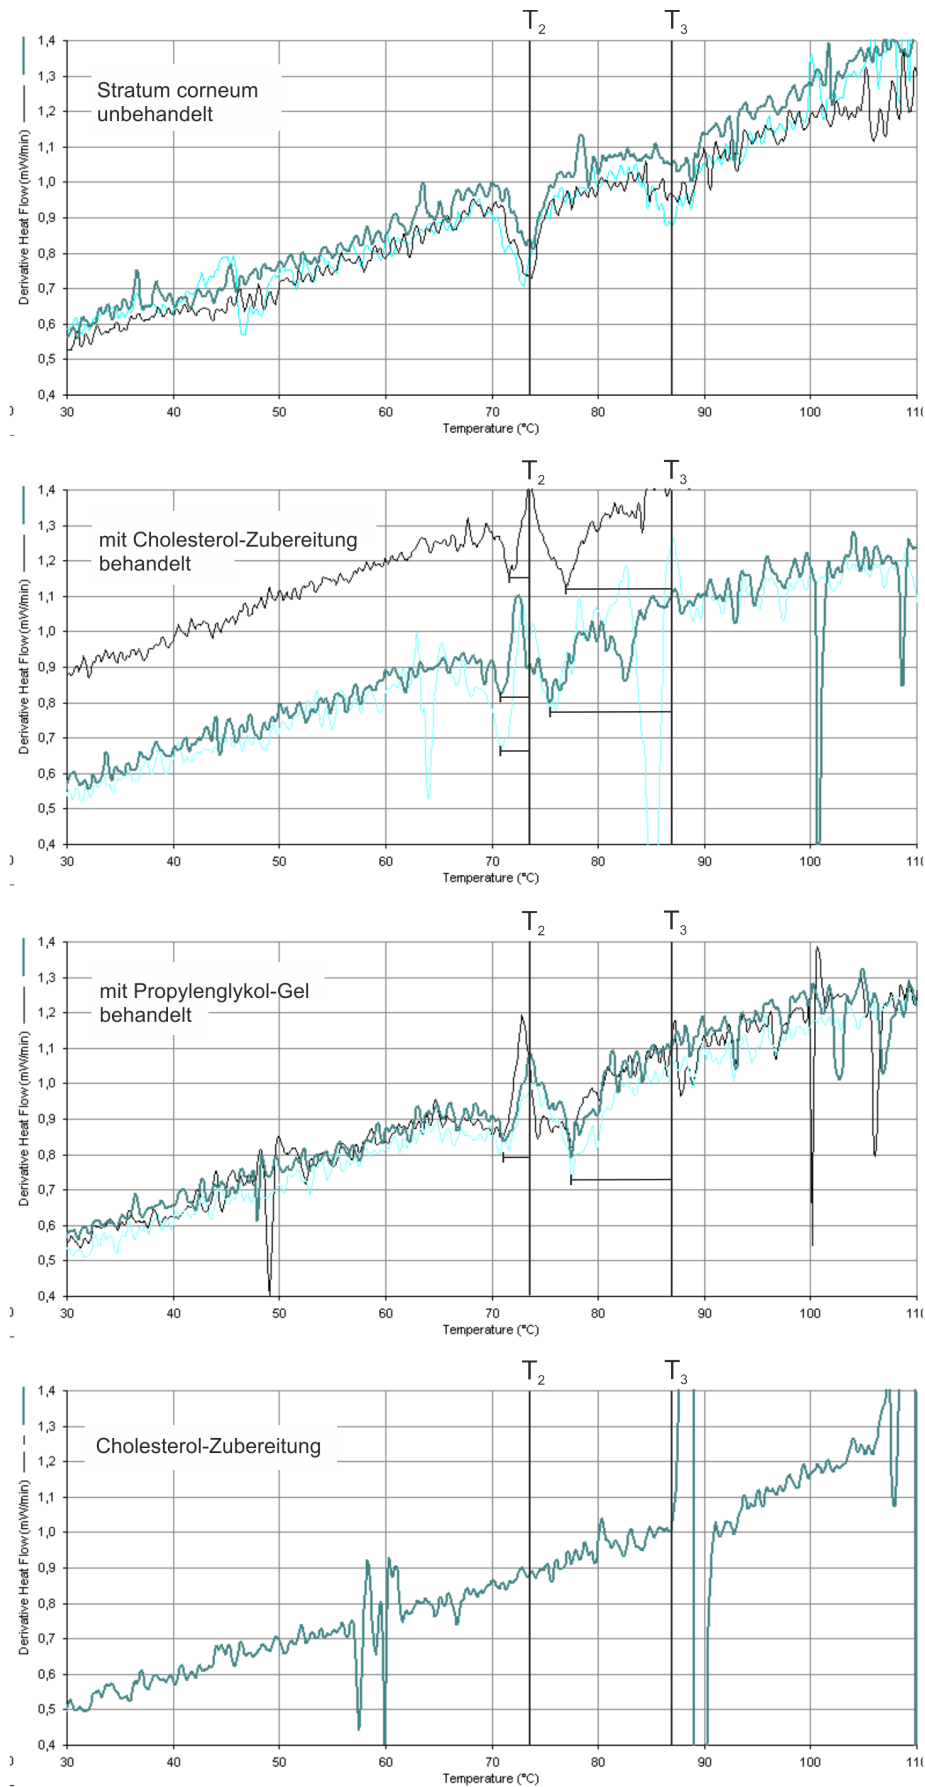 T2 T3
1,4
1,3
1,2
1,1
1,0
0,9
0,8
0,7
0,6
0,5
0,4
Derivative Heat Flow (mW/min)
Stratum corneum
unbehandelt
30 40 50 60 70 80 90 100 11
Temperature (°C)
T2 T3
1,4
1,3
1,2
1,1
1,0
0,9
0,8
0,7
0,6
0,5
0,4
Derivative Heat Flow (mW/min)
mit Cholesterol-Zubereitung
behandelt
30 40 50 60 70 80 90 100 11
Temperature (°C)
T2 T3
1,4
1,3
1,2
1,1
1,0
0,9
0,8
0,7
0,6
0,5
0,4
Derivative Heat Flow (mW/min)
mit Propylenglykol-Gel
behandelt
30 40 50 60 70 80 90 100 11
Temperature (°C)
T2 T3
1,4
1,3
1,2
1,1
1,0
0,9
0,8
0,7
0,6
0,5
0,4
Derivative Heat Flow (mW/min)
Cholesterol-Zubereitung
30 40 50 60 70 80 90 100 11
Temperature (°C)